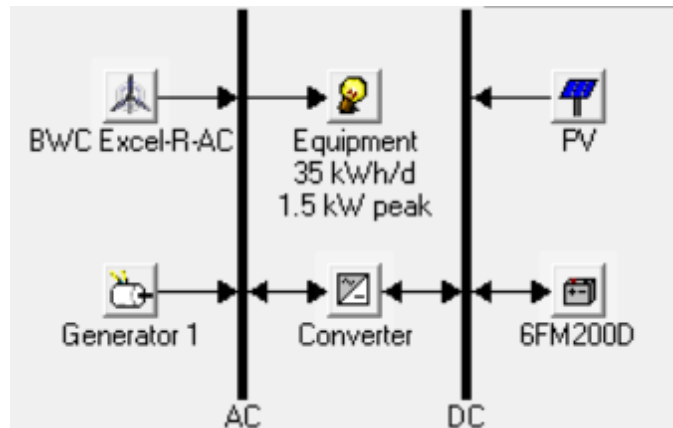 BWC Excel-R-AC
Equipment
35 kWh/d
1.5 kW peak
PV
Generator 1
Converter
6FM200D
AC
DC